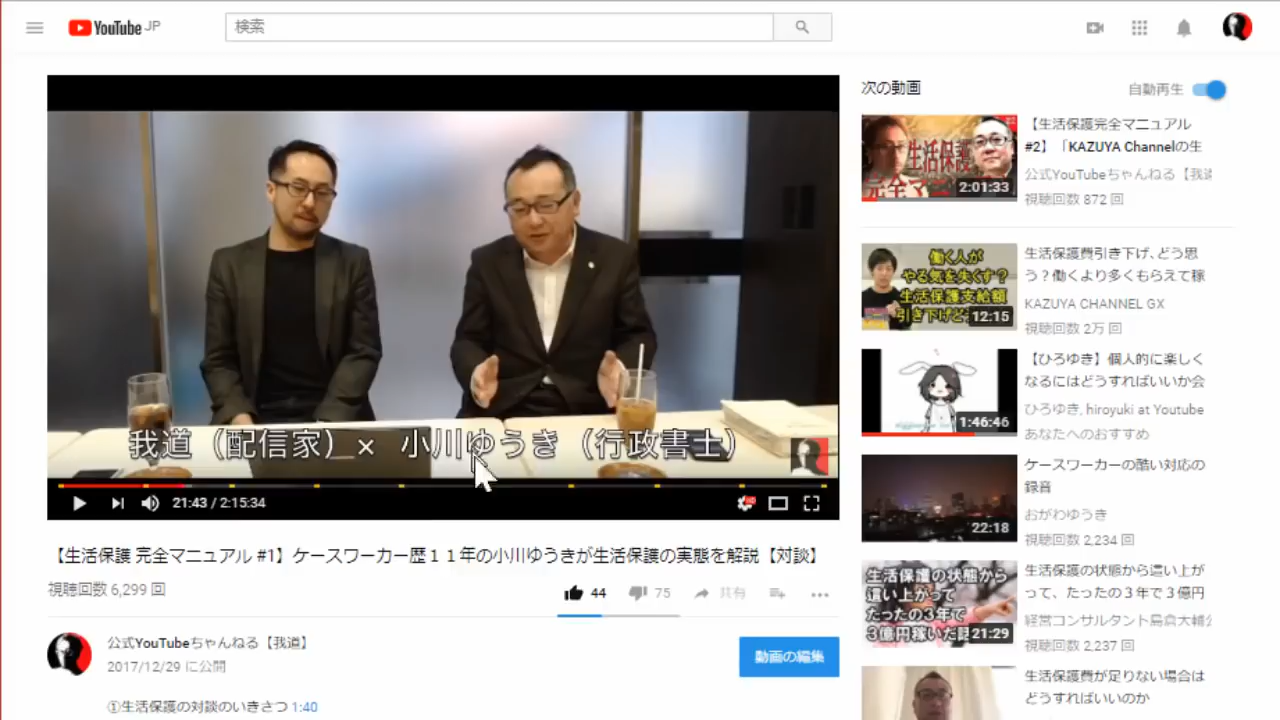 YouTube JP
検索
我道（配信家）× 小川ゆうき（行政書士）
21:43 / 2:15:34
【生活保護 完全マニュアル #1】ケースワーカー歴１１年の小川ゆうきが生活保護の実態を解説【対談】
視聴回数 6,299 回
44
75
共有
公式YouTubeちゃんねる【我道】
2017/12/29 に公開
動画の編集
①生活保護の対談のいきさつ 1:40
次の動画
自動再生
生活保護
完全マニ
2:01:33
【生活保護完全マニュアル
#2】「KAZUYA Channelの生
公式YouTubeちゃんねる【我道
視聴回数 872 回
働く人が
やる気を失くす？
生活保護支給額
引き下げど
12:15
生活保護費引き下げ、どう思
う？働くより多くもらえて稼
KAZUYA CHANNEL GX
視聴回数 2万 回
1:46:46
【ひろゆき】個人的に楽しく
なるにはどうすればいいか会
ひろゆき, hiroyuki at Youtube
あなたへのおすすめ
22:18
ケースワーカーの酷い対応の
録音
おがわゆうき
視聴回数 2,234 回
生活保護の状態から
這い上がって
たったの３年で
３億円稼いだ話
21:29
生活保護の状態から這い上が
って、たったの３年で３億円
経営コンサルタント島倉大輔公
視聴回数 2,237 回
生活保護費が足りない場合は
どうすればいいのか